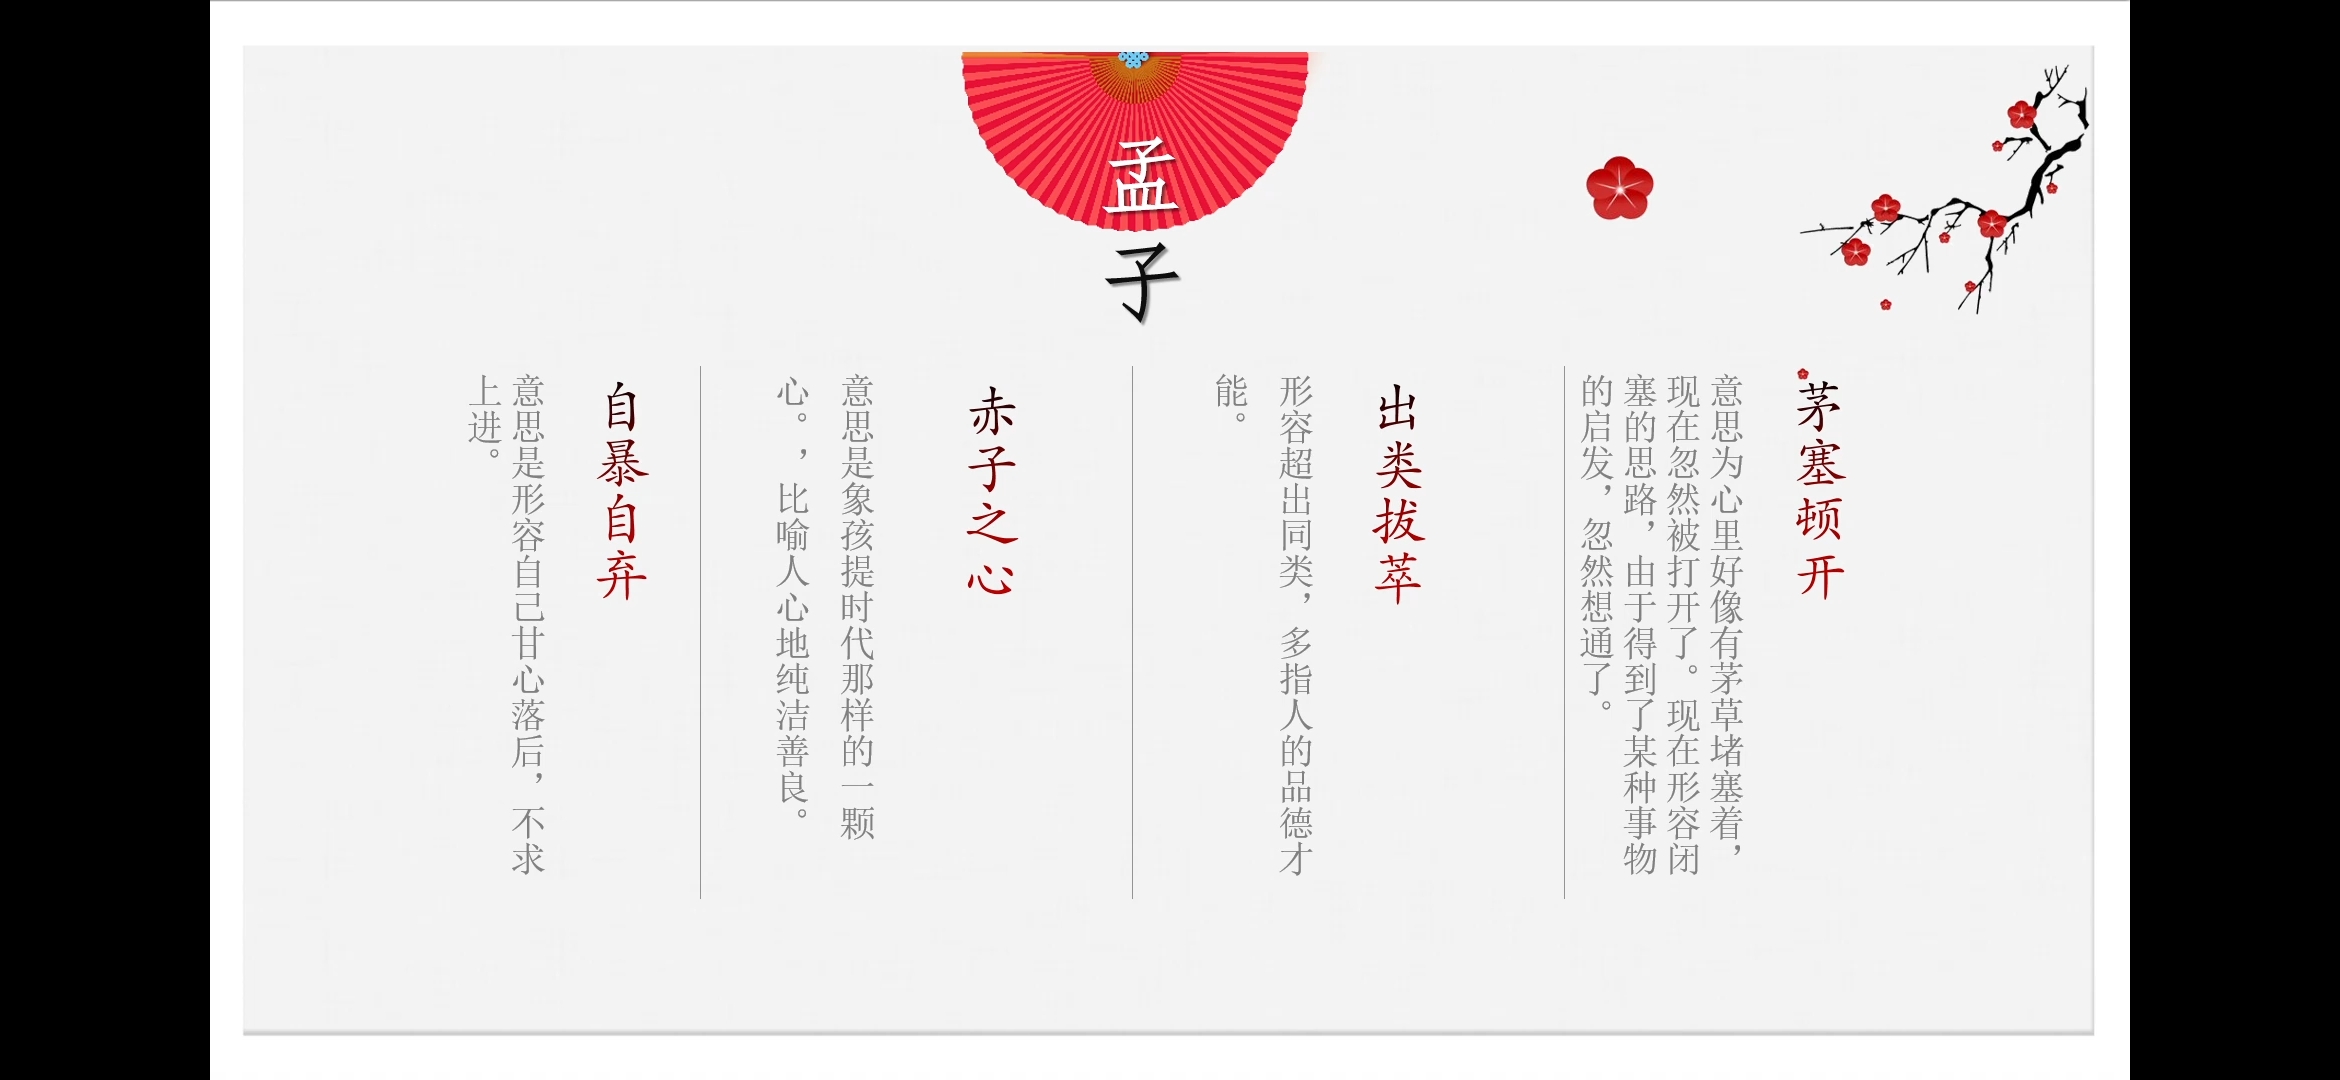 孟子
茅塞顿开
意思为心里好像有茅草堵塞着，
现在忽然被打开了。现在形容闭
塞的思路，由于得到了某种事物
的启发，忽然想通了。
出类拔萃
形容超出同类，多指人的品德才
能。
赤子之心
意思是象孩提时代那样的一颗
心。，比喻人心地纯洁善良。
自暴自弃
意思是形容自己甘心落后，不求
上进。